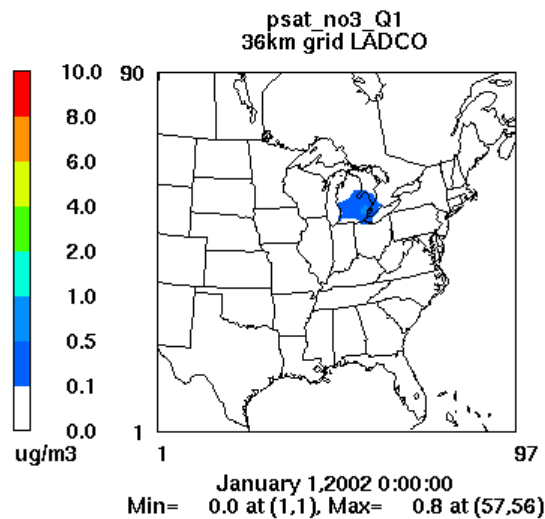 psat_no3_Q1
36km grid LADCO
10.0
8.0
6.0
4.0
2.0
1.0
0.5
0.1
0.0
ug/m3
90
1
1
97
January 1,2002 0:00:00
Min= 0.0 at (1,1), Max= 0.8 at (57,56)